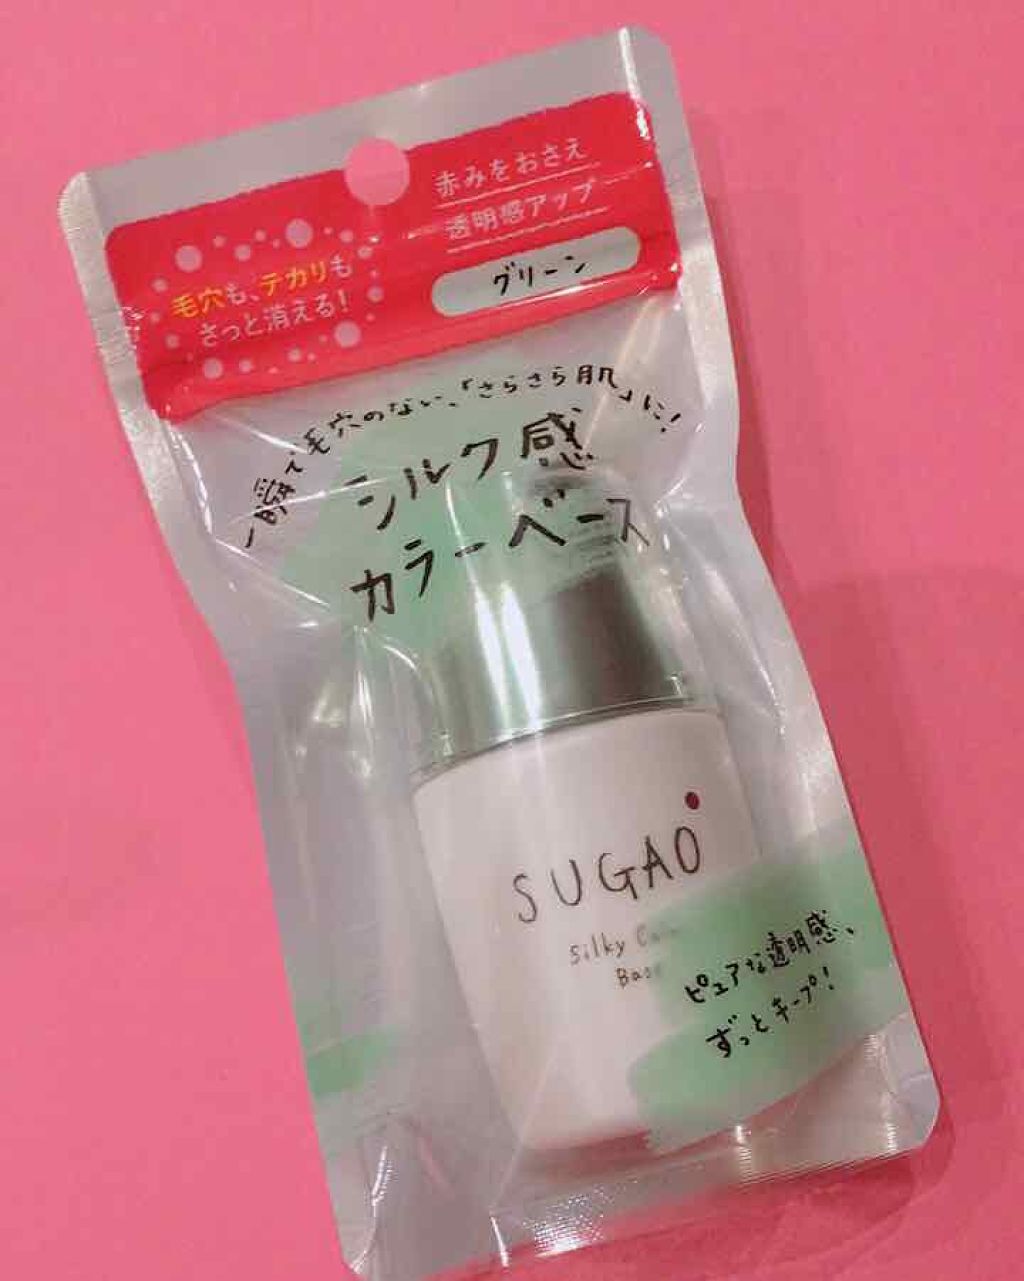 赤みをおさえ
透明感アップ
グリーン
毛穴も、テカリも
さっと消える!
一瞬で毛穴のない、「さらさら肌」に!
シルク感
カラーベース
SUGAO
Silky
Base
ピュアな透明感、
ずっとキープ!